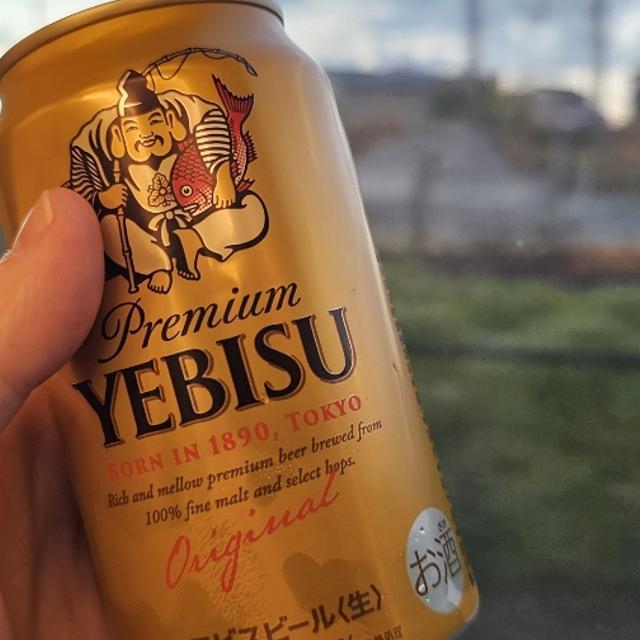 Premium
YEBISU
BORN IN 1890, TOKYO
Rich and mellow premium beer brewed from
100% fine malt and select hops.
Original
ビスビール〈生〉
お酒